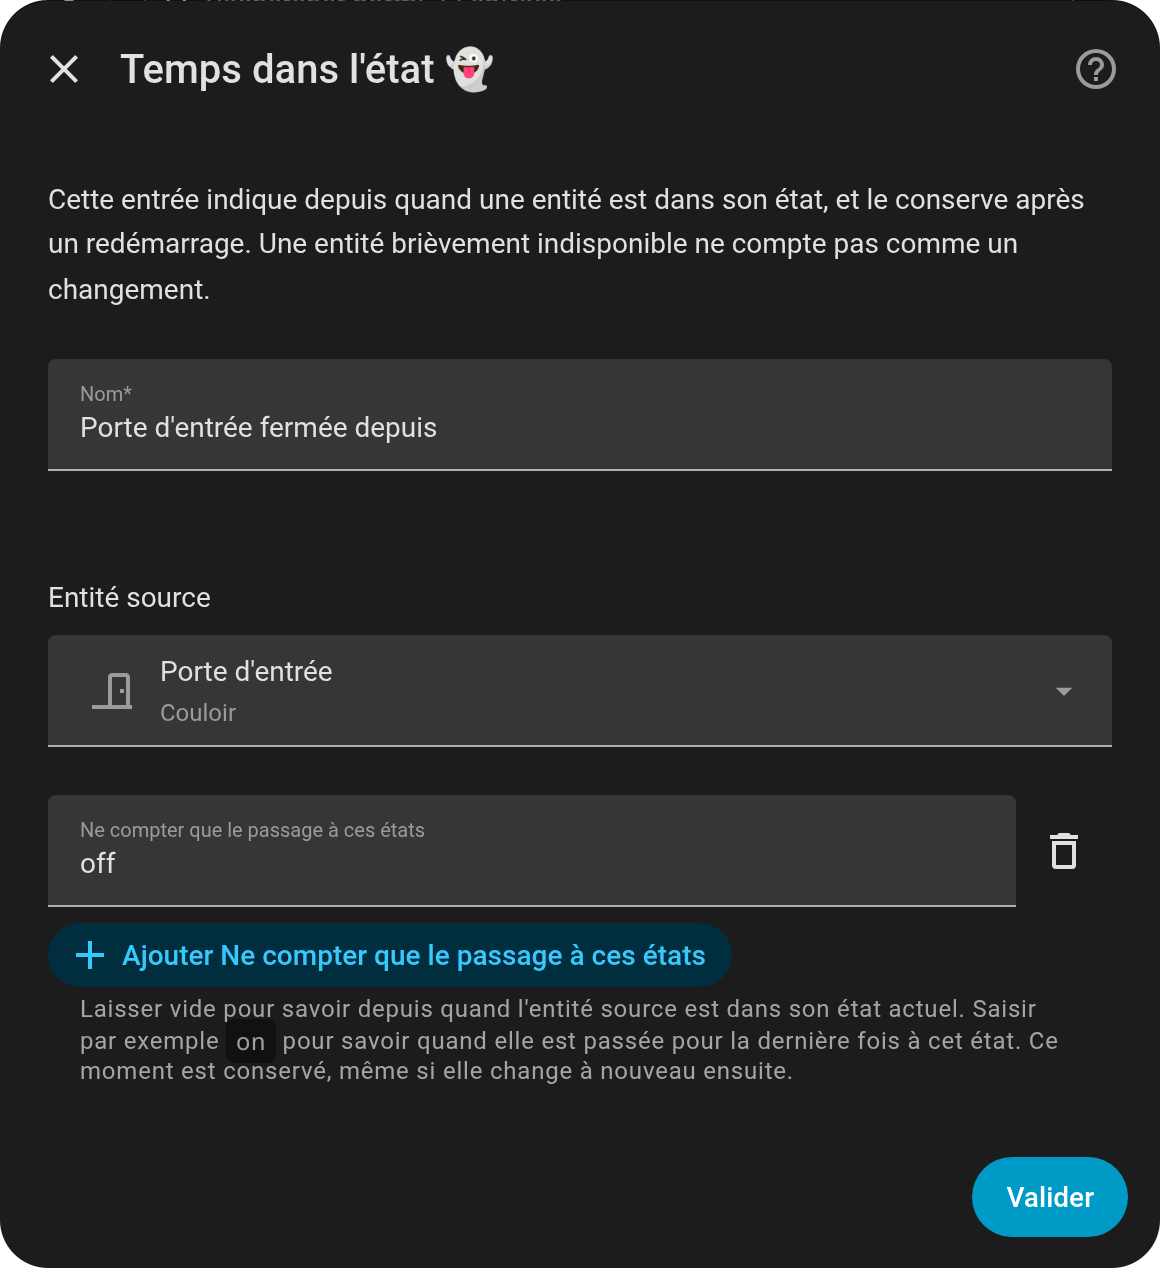 Temps dans l'état 👻
Cette entrée indique depuis quand une entité est dans son état, et le conserve après
un redémarrage. Une entité brièvement indisponible ne compte pas comme un
changement.
Nom*
Porte d'entrée fermée depuis
Entité source
Porte d'entrée
Couloir
Ne compter que le passage à ces états
off
Ajouter Ne compter que le passage à ces états
Laisser vide pour savoir depuis quand l'entité source est dans son état actuel. Saisir
par exemple on pour savoir quand elle est passée pour la dernière fois à cet état. Ce
moment est conservé, même si elle change à nouveau ensuite.
Valider